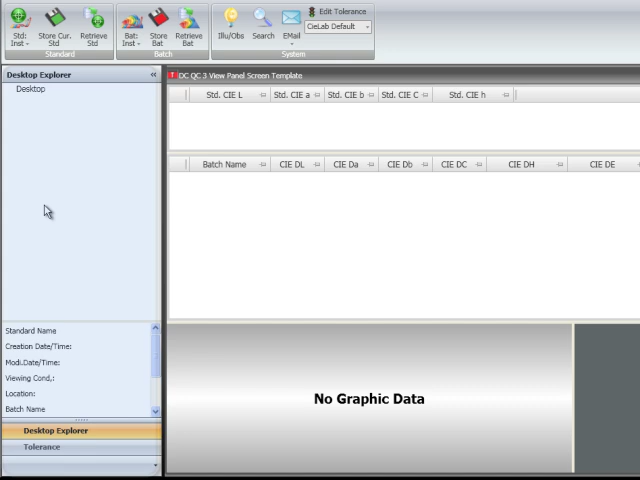 Std: Inst
Store Cur. Std
Retrieve Std
Standard
Bat: Inst
Store Bat
Retrieve Bat
Batch
Illu/Obs
Search
EMail
Edit Tolerance
CieLab Default
System
Desktop Explorer «
Desktop
DC QC 3 View Panel Screen Template
Std. CIE L Std. CIE a Std. CIE b Std. CIE C Std. CIE h
Batch Name CIE DL CIE Da CIE Db CIE DC CIE DH CIE DE
Standard Name
Creation Date/Time:
Modi.Date/Time:
Viewing Cond,:
Location:
Batch Name
No Graphic Data
Desktop Explorer
Tolerance